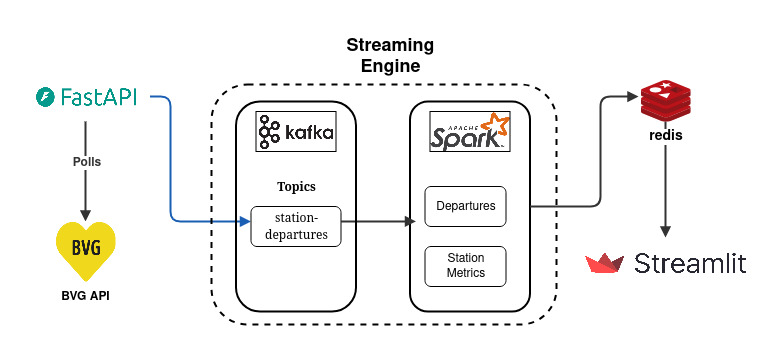 Streaming
Engine
FastAPI
Polls
BVG
BVG API
kafka
Topics
station-
departures
APACHE
Spark
Departures
Station
Metrics
redis
Streamlit